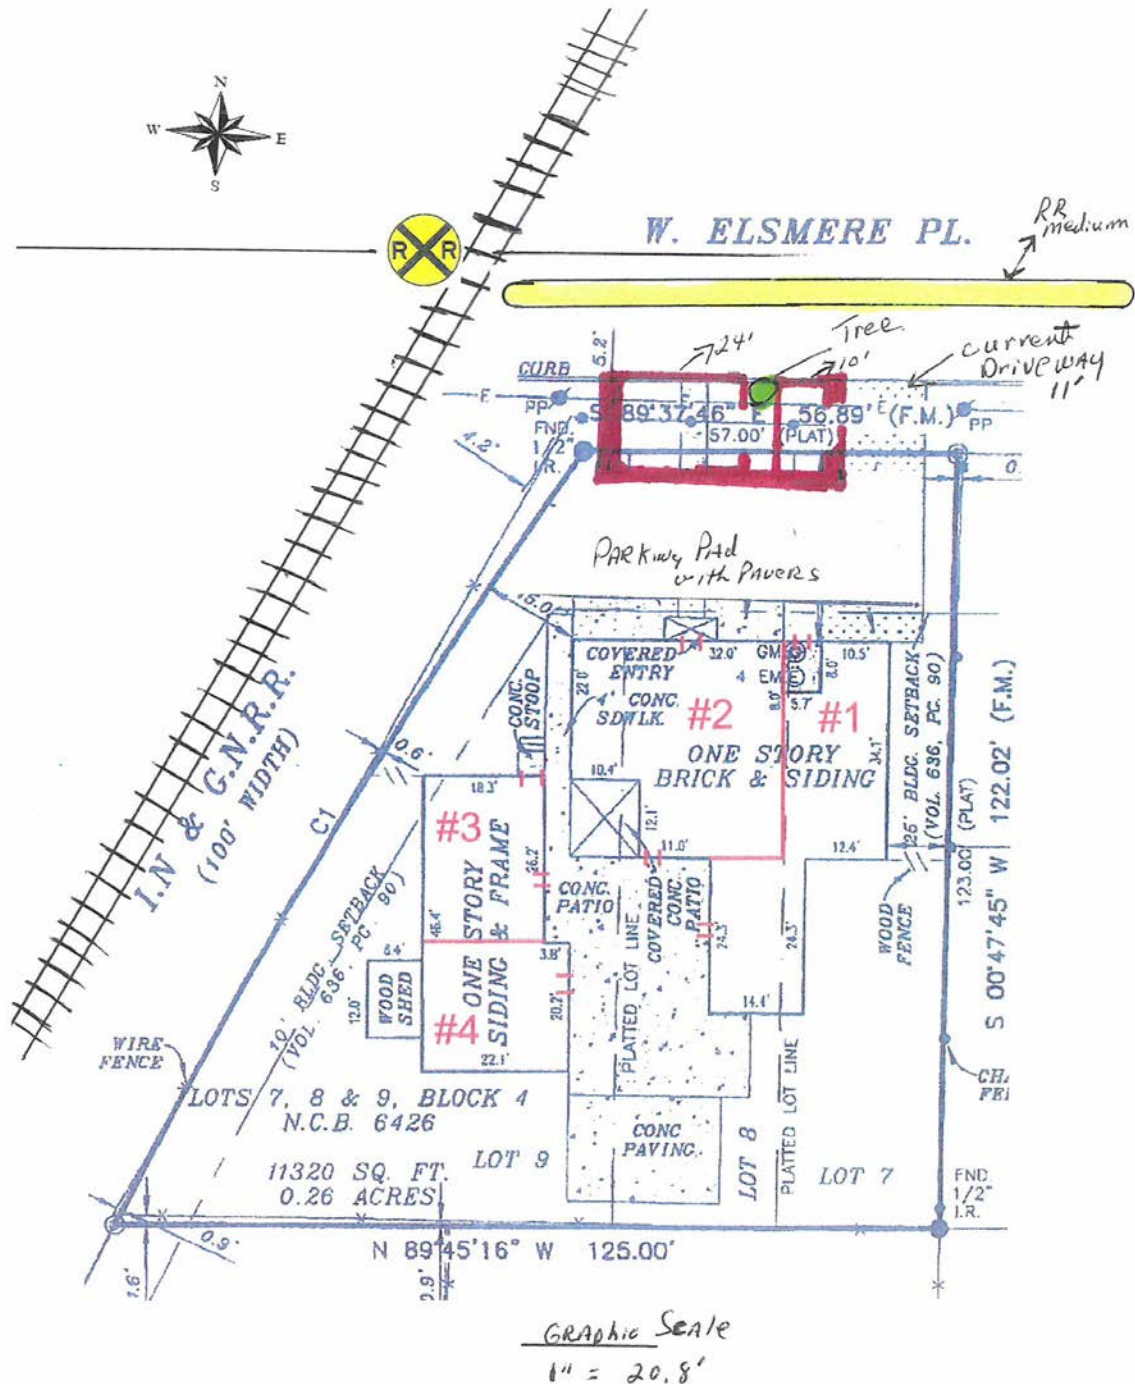 N
W E
S
R R
W. ELSMERE PL.
RR
medium
Tree
24'
10'
current
DRIVEWAY
11'
5.2'
CURB
E
E
E
PP
S 89°37'46" E 56.89' (F.M.)
57.00' (PLAT)
PP
FND.
1/2"
I.R.
4.2'
0.
PARKing PAd
with PAVERS
5.0'
COVERED
ENTRY
32.0'
GM
4 EM E
10.5'
8.0'
8.0'
5.7'
22.0'
CONC.
STOOP
4' CONC.
SDWLK
#2
#1
ONE STORY
BRICK & SIDING
34.1'
25' BLDG. SETBACK
(VOL. 636, PG. 90)
S 00°47'45" W 122.02' (F.M.)
123.00' (PLAT)
I.N & G.N.R.R.
(100' WIDTH)
0.6'
C1
18.3'
10.4'
12.1'
11.0'
12.4'
#3
ONE STORY
SIDING & FRAME
26.2'
46.4'
CONC.
PATIO
COVERED
CONC.
PATIO
24.3'
24.3'
WOOD
FENCE
PLATTED LOT LINE
10' BLDG. SETBACK
(VOL. 636, PG. 90)
6.4'
3.8'
12.0'
WOOD
SHED
#4
20.2'
14.4'
22.1'
WIRE
FENCE
PLATTED LOT LINE
LOTS 7, 8 & 9, BLOCK 4
N.C.B. 6426
11320 SQ. FT.
0.26 ACRES
LOT 9
CONC
PAVING
LOT 8
LOT 7
FND.
1/2"
I.R.
N 89°45'16" W 125.00'
1.6'
0.9'
GRAphic ScAle
1" = 20.8'